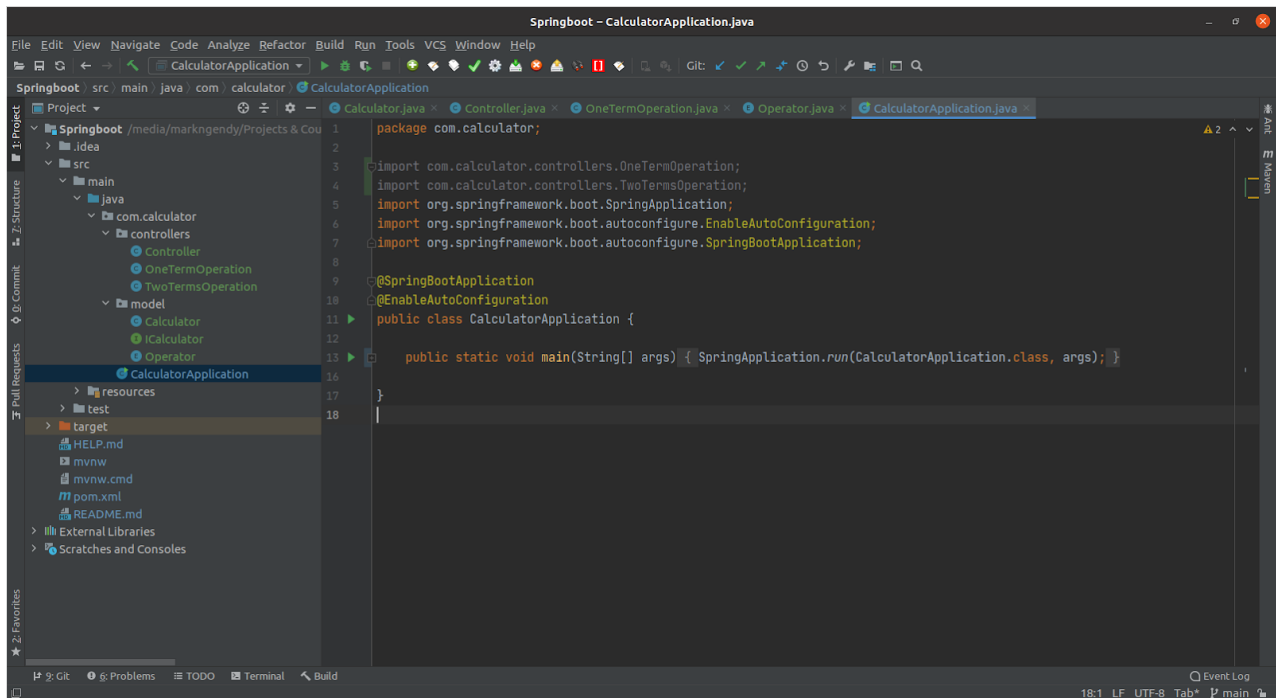 Springboot – CalculatorApplication.java
File Edit View Navigate Code Analyze Refactor Build Run Tools VCS Window Help
CalculatorApplication Git:
Springboot src main java com calculator CalculatorApplication
Project Calculator.java Controller.java OneTermOperation.java Operator.java CalculatorApplication.java
1: Project
Z: Structure
0: Commit
Pull Requests
2: Favorites
Springboot /media/markngendy/Projects & Cou
.idea
src
main
java
com.calculator
controllers
Controller
OneTermOperation
TwoTermsOperation
model
Calculator
ICalculator
Operator
CalculatorApplication
resources
test
target
HELP.md
mvnw
mvnw.cmd
pom.xml
README.md
External Libraries
Scratches and Consoles
1 package com.calculator;
2
3 import com.calculator.controllers.OneTermOperation;
4 import com.calculator.controllers.TwoTermsOperation;
5 import org.springframework.boot.SpringApplication;
6 import org.springframework.boot.autoconfigure.EnableAutoConfiguration;
7 import org.springframework.boot.autoconfigure.SpringBootApplication;
8
9 @SpringBootApplication
10 @EnableAutoConfiguration
11 public class CalculatorApplication {
12
13 public static void main(String[] args) { SpringApplication.run(CalculatorApplication.class, args); }
16
17 }
18
2
Ant
m Maven
9: Git 6: Problems TODO Terminal Build Event Log
18:1 LF UTF-8 Tab* main